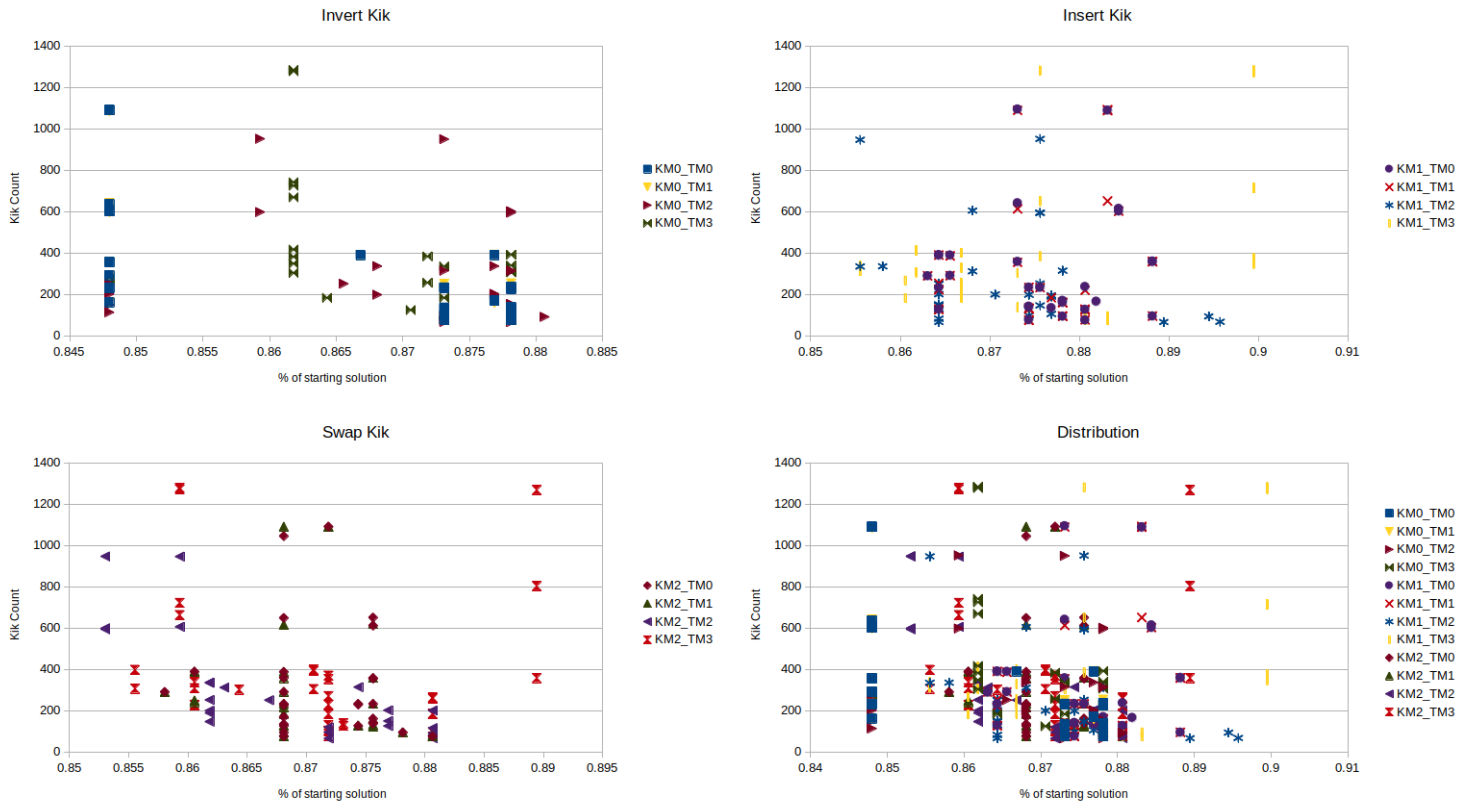 Invert Kik
1400
1200
1000
800
600
400
200
0
Kik Count
0.845 0.85 0.855 0.86 0.865 0.87 0.875 0.88 0.885
% of starting solution
KM0_TM0
KM0_TM1
KM0_TM2
KM0_TM3
Insert Kik
1400
1200
1000
800
600
400
200
0
Kik Count
0.85 0.86 0.87 0.88 0.89 0.9 0.91
% of starting solution
KM1_TM0
KM1_TM1
KM1_TM2
KM1_TM3
Swap Kik
1400
1200
1000
800
600
400
200
0
Kik Count
0.85 0.855 0.86 0.865 0.87 0.875 0.88 0.885 0.89 0.895
% of starting solution
KM2_TM0
KM2_TM1
KM2_TM2
KM2_TM3
Distribution
1400
1200
1000
800
600
400
200
0
Kik Count
0.84 0.85 0.86 0.87 0.88 0.89 0.9 0.91
% of starting solution
KM0_TM0
KM0_TM1
KM0_TM2
KM0_TM3
KM1_TM0
KM1_TM1
KM1_TM2
KM1_TM3
KM2_TM0
KM2_TM1
KM2_TM2
KM2_TM3